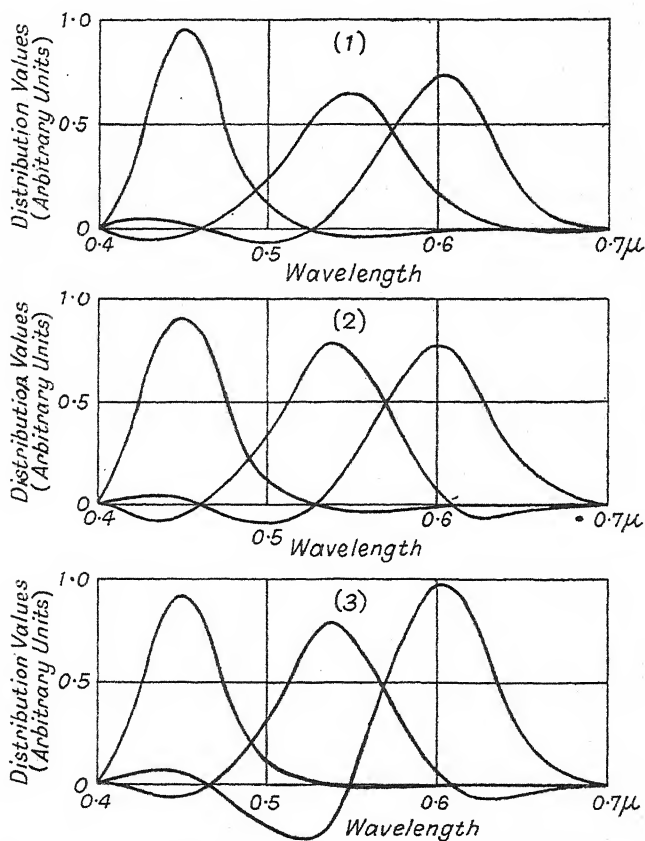 Distribution Values
(Arbitrary Units)
1.0
(1)
0.5
0
0.4
0.5
0.6
0.7μ
Wavelength
Distribution Values
(Arbitrary Units)
1.0
(2)
0.5
0
0.4
0.5
0.6
0.7μ
Wavelength
Distribution Values
(Arbitrary Units)
1.0
(3)
0.5
0
0.4
0.5
0.6
0.7μ
Wavelength